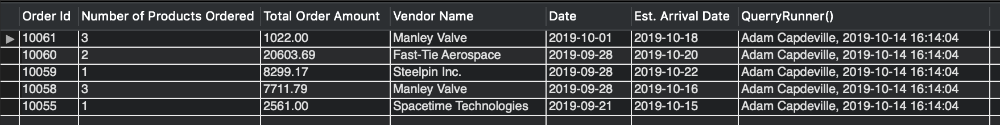 Order Id Number of Products Ordered Total Order Amount Vendor Name Date Est. Arrival Date QuerryRunner()
10061 3 1022.00 Manley Valve 2019-10-01 2019-10-18 Adam Capdeville, 2019-10-14 16:14:04
10060 2 20603.69 Fast-Tie Aerospace 2019-09-28 2019-10-20 Adam Capdeville, 2019-10-14 16:14:04
10059 1 8299.17 Steelpin Inc. 2019-09-28 2019-10-22 Adam Capdeville, 2019-10-14 16:14:04
10058 3 7711.79 Manley Valve 2019-09-28 2019-10-16 Adam Capdeville, 2019-10-14 16:14:04
10055 1 2561.00 Spacetime Technologies 2019-09-21 2019-10-15 Adam Capdeville, 2019-10-14 16:14:04